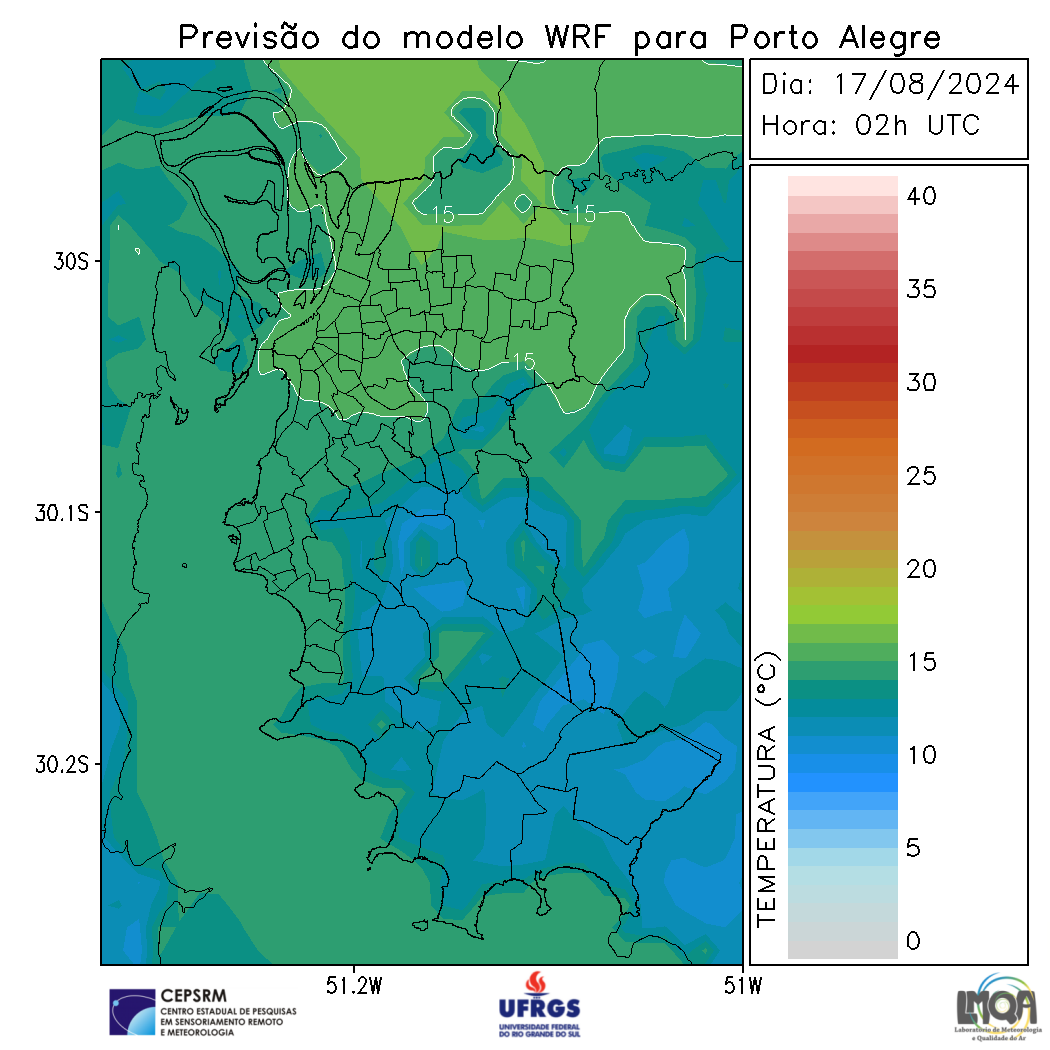 Previsão do modelo WRF para Porto Alegre
Dia: 17/08/2024
Hora: 02h UTC
30S
30.1S
30.2S
51.2W
51W
15
15
15
TEMPERATURA (°C)
40
35
30
25
20
15
10
5
0
CEPSRM
CENTRO ESTADUAL DE PESQUISAS
EM SENSORIAMENTO REMOTO
E METEOROLOGIA
UFRGS
UNIVERSIDADE FEDERAL
DO RIO GRANDE DO SUL
LMQA
Laboratório de Meteorologia
e Qualidade do Ar